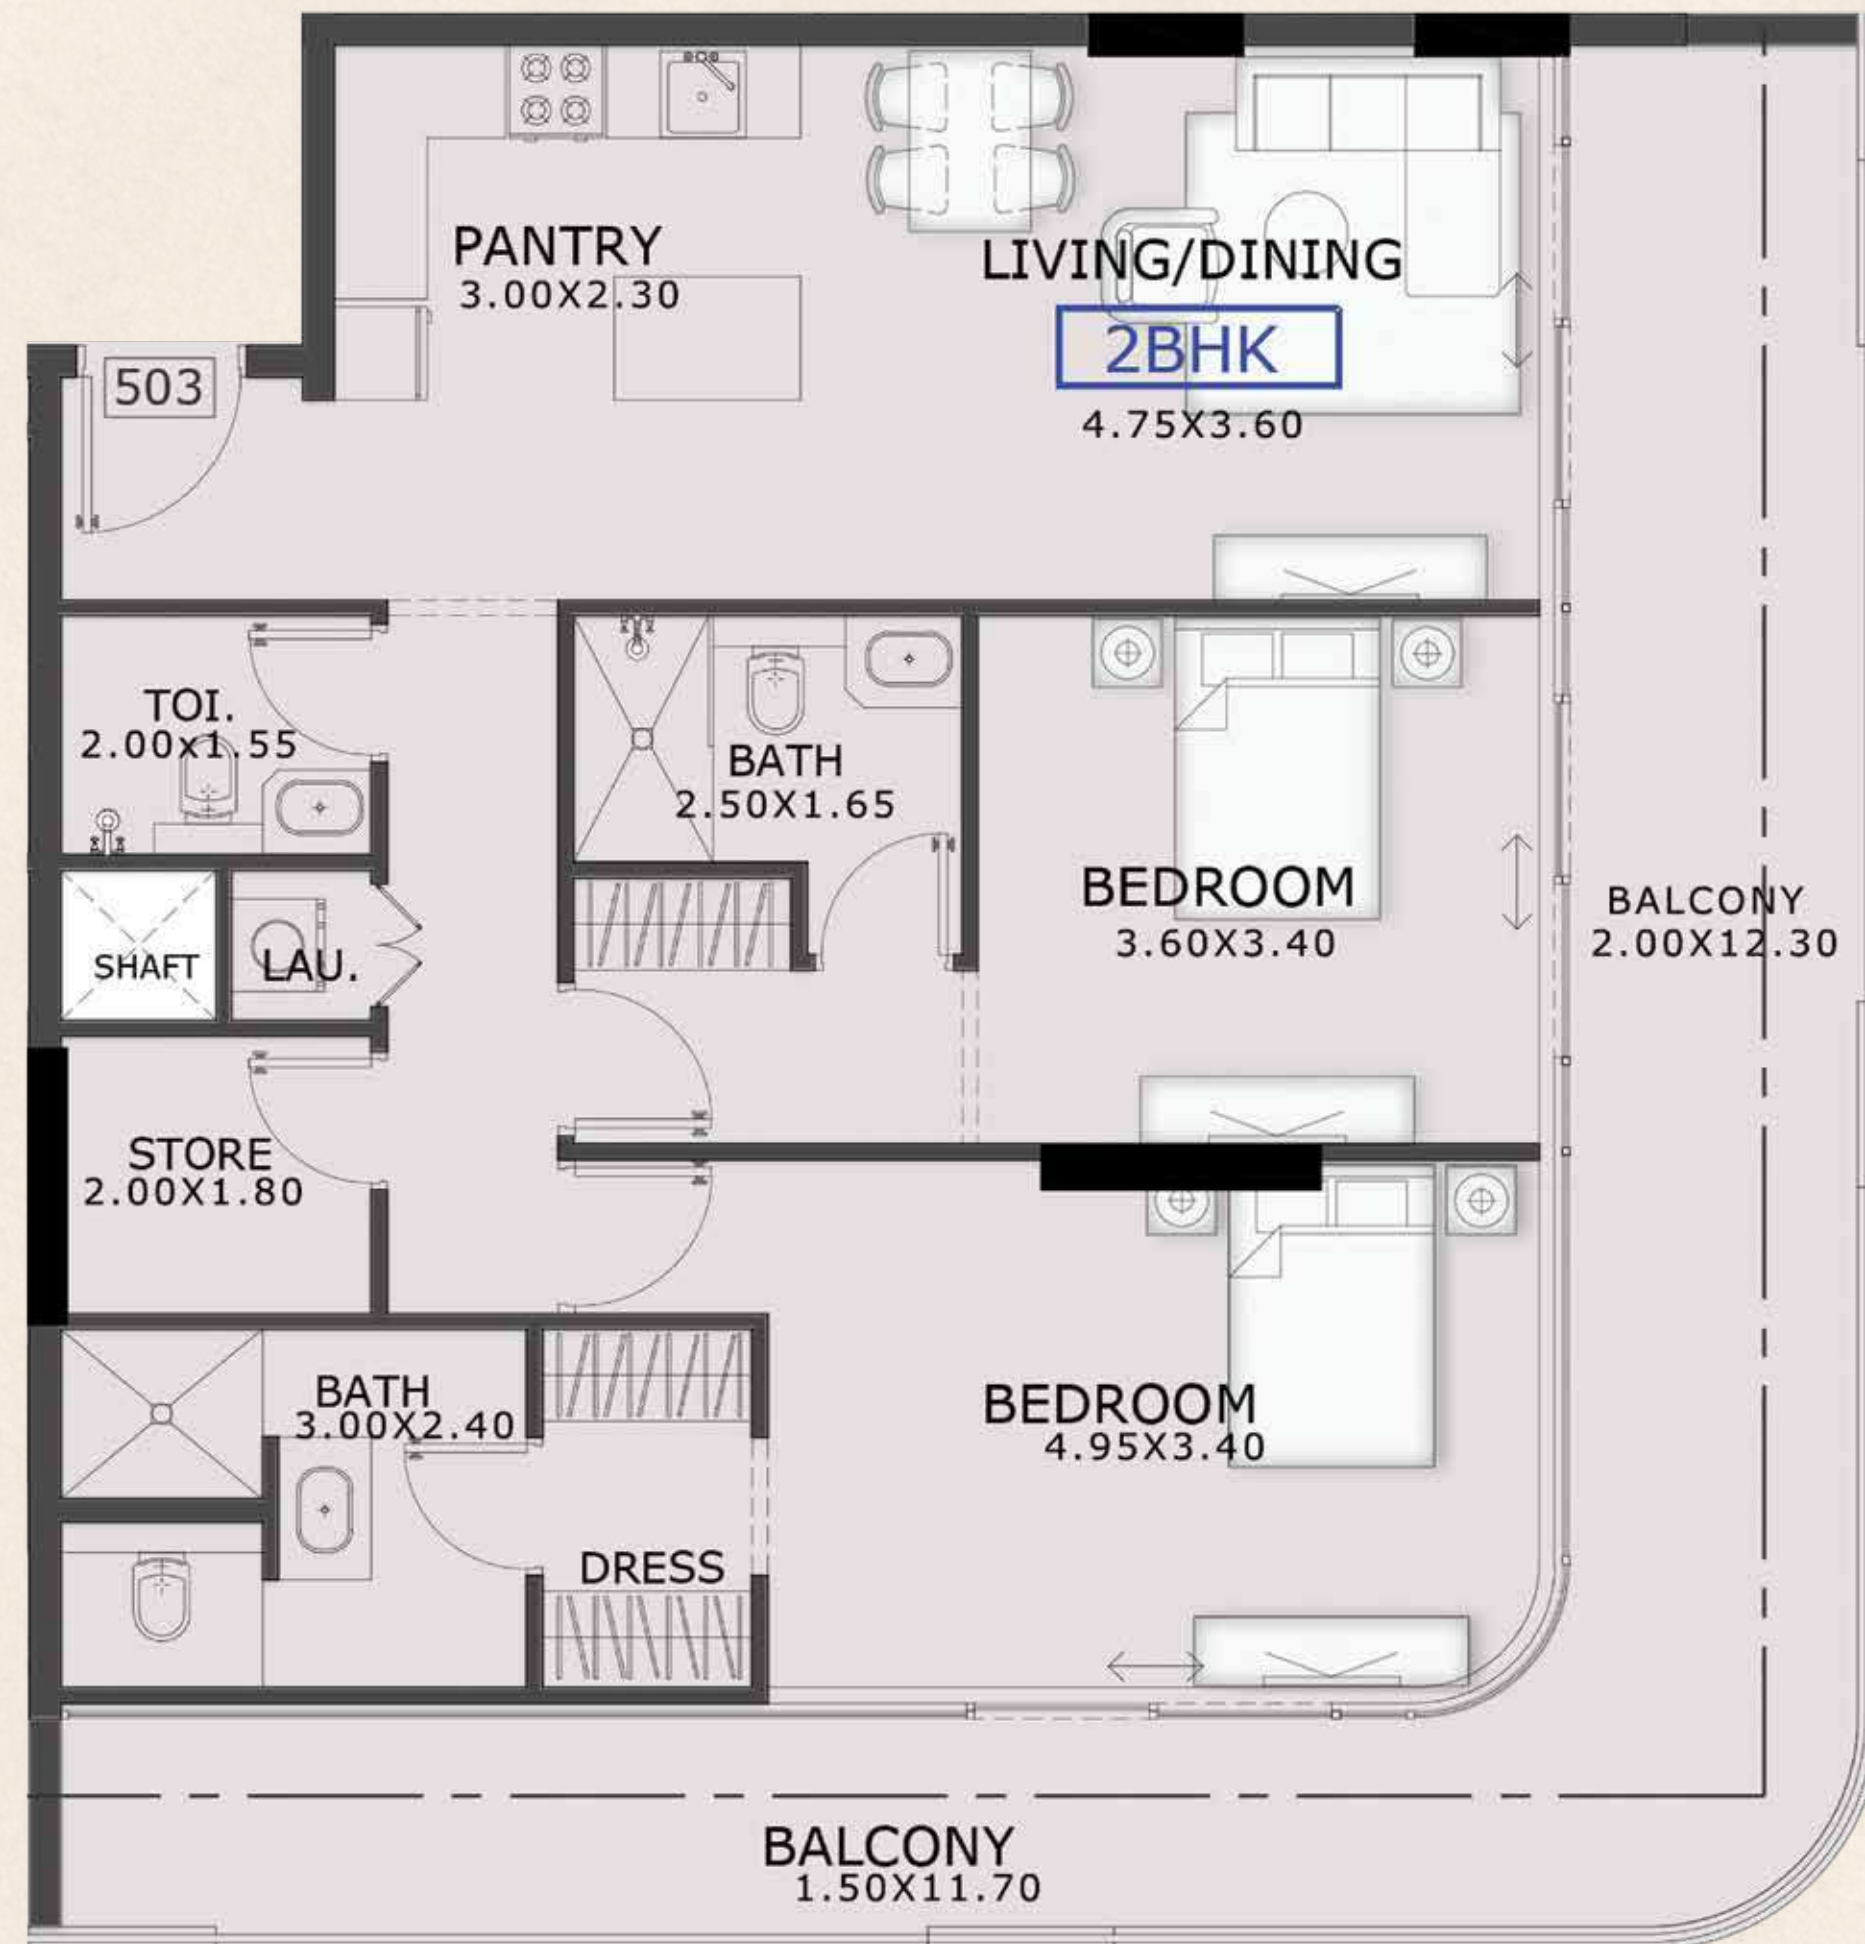 PANTRY
3.00X2.30
LIVING/DINING
2BHK
4.75X3.60
503
TOI.
2.00x1.55
BATH
2.50X1.65
BEDROOM
3.60X3.40
BALCONY
2.00X12.30
SHAFT
LAU.
STORE
2.00X1.80
BATH
3.00X2.40
BEDROOM
4.95X3.40
DRESS
BALCONY
1.50X11.70